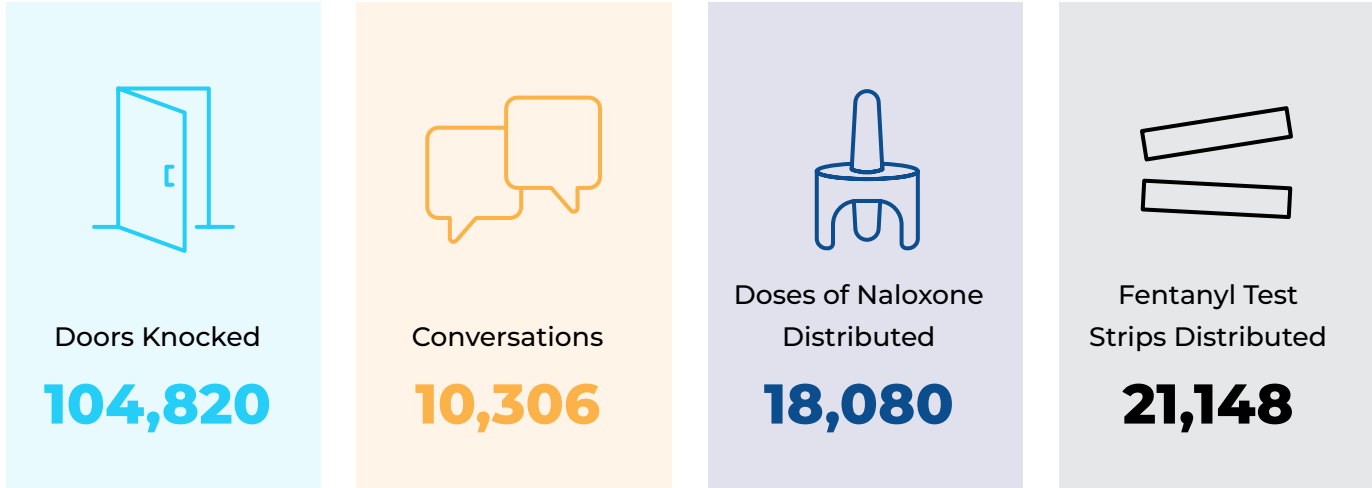 Doors Knocked
104,820
Conversations
10,306
Doses of Naloxone
Distributed
18,080
Fentanyl Test
Strips Distributed
21,148